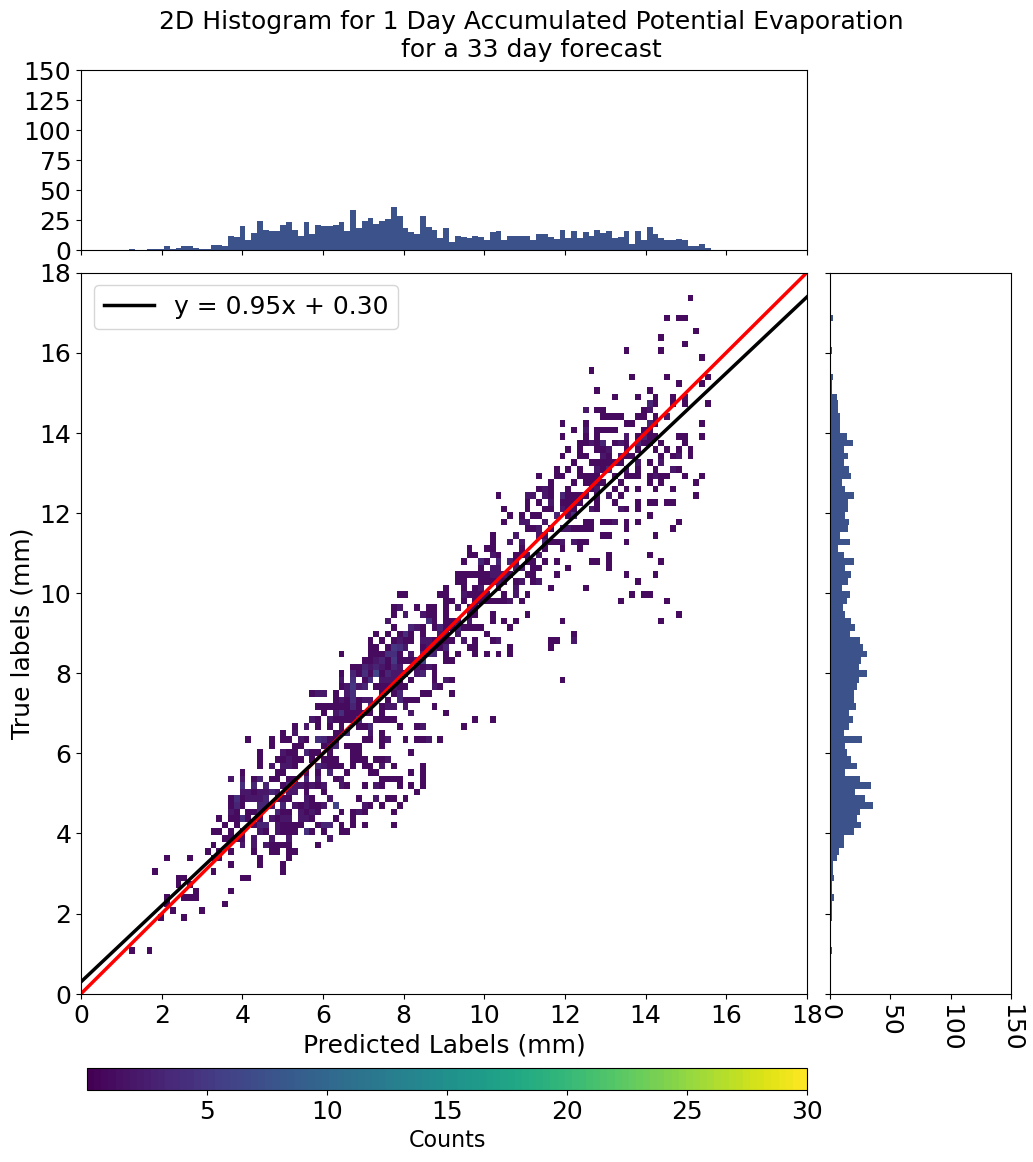 2D Histogram for 1 Day Accumulated Potential Evaporation
for a 33 day forecast
150
125
100
75
50
25
0
18
16
14
12
10
8
6
4
2
0
True labels (mm)
y = 0.95x + 0.30
0 2 4 6 8 10 12 14 16 18
Predicted Labels (mm)
0 50 100 150
5 10 15 20 25 30
Counts